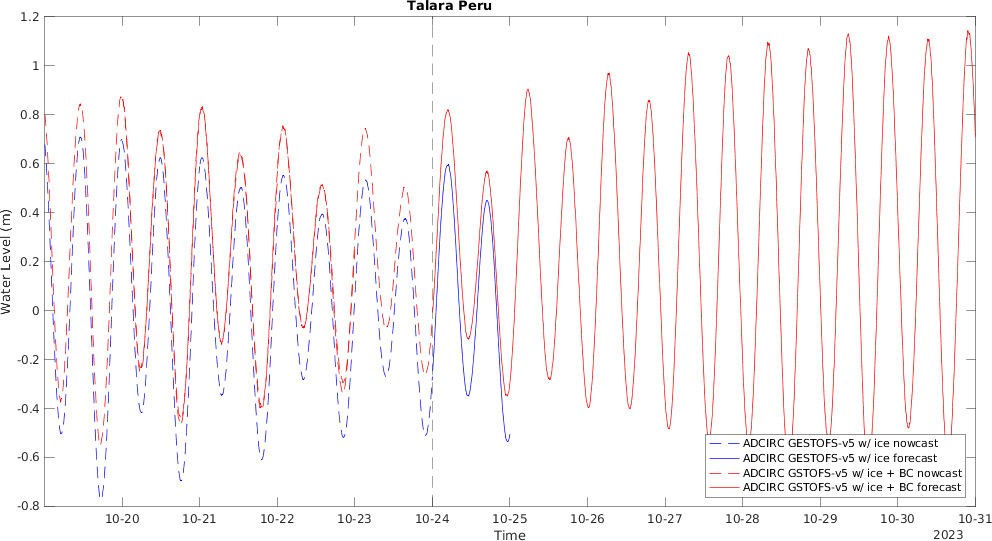 Talara Peru
1.2
1
0.8
0.6
0.4
0.2
0
-0.2
-0.4
-0.6
-0.8
Water Level (m)
ADCIRC GESTOFS-v5 w/ ice nowcast
ADCIRC GESTOFS-v5 w/ ice forecast
ADCIRC GSTOFS-v5 w/ ice + BC nowcast
ADCIRC GSTOFS-v5 w/ ice + BC forecast
10-20 10-21 10-22 10-23 10-24 10-25 10-26 10-27 10-28 10-29 10-30 10-31
Time
2023